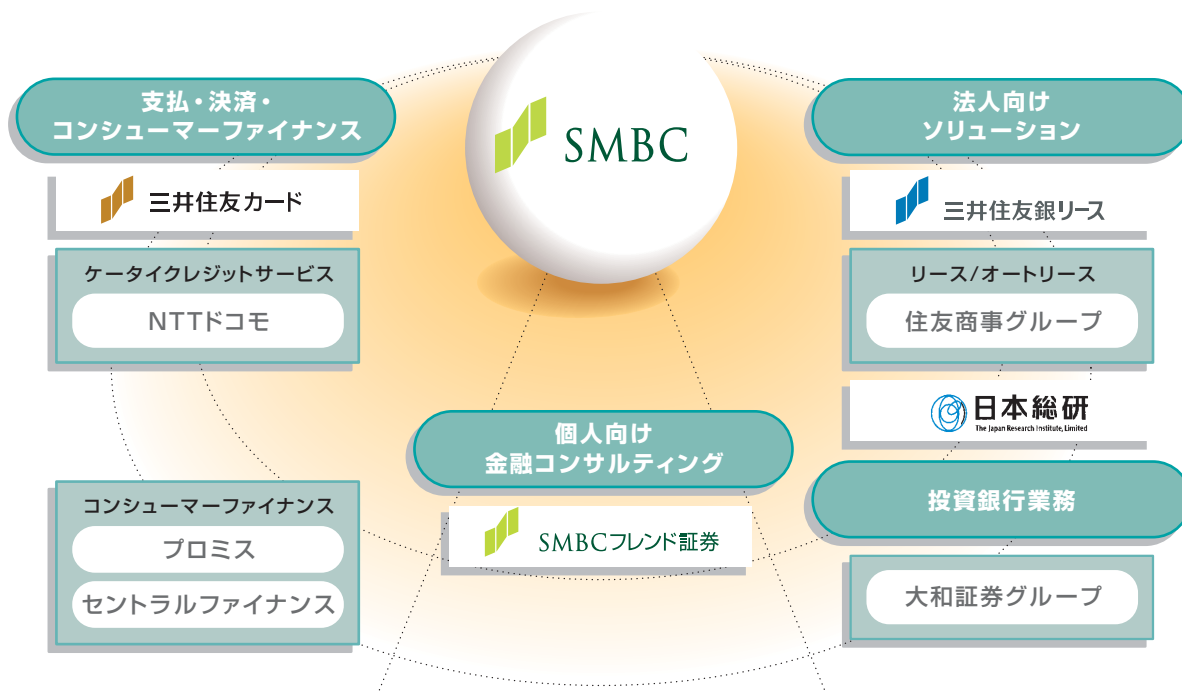 SMBC
支払・決済・
コンシューマーファイナンス
三井住友カード
ケータイクレジットサービス
NTTドコモ
コンシューマーファイナンス
プロミス
セントラルファイナンス
個人向け
金融コンサルティング
SMBCフレンド証券
法人向け
ソリューション
三井住友銀リース
リース/オートリース
住友商事グループ
日本総研
The Japan Research Institute, Limited
投資銀行業務
大和証券グループ